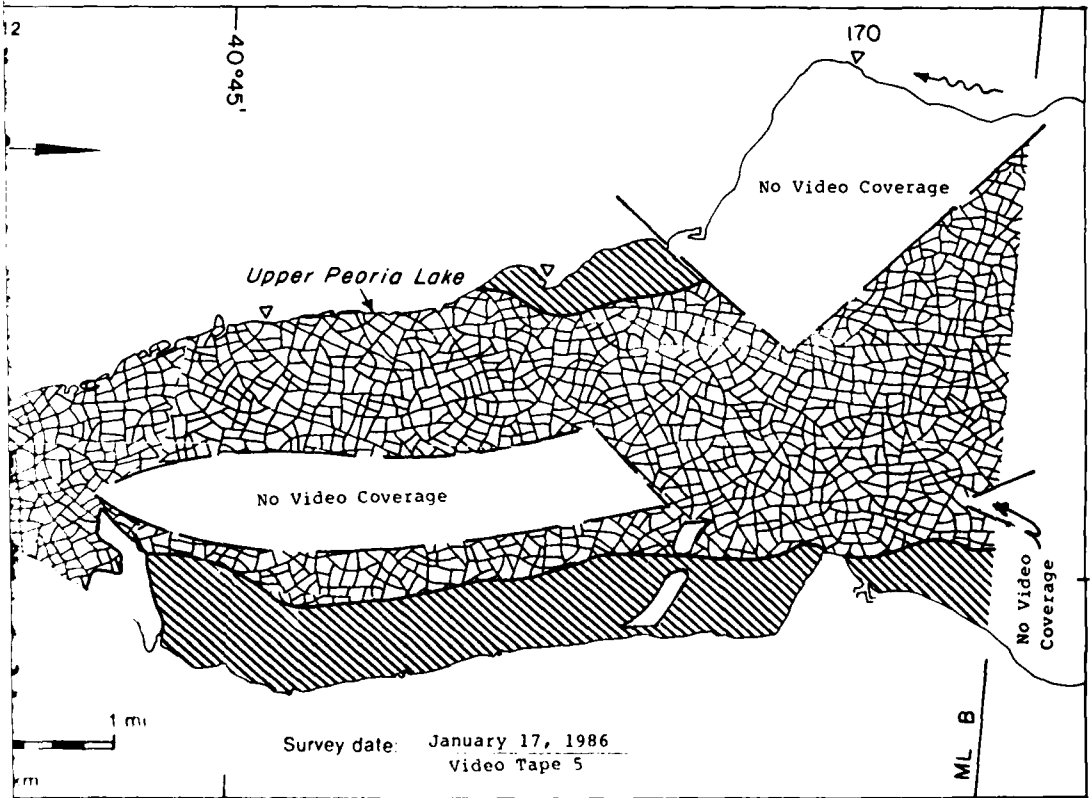 12
40°45'
170
No Video Coverage
Upper Peoria Lake
No Video Coverage
No Video
Coverage
1 mi
km
Survey date: January 17, 1986
Video Tape 5
ML B